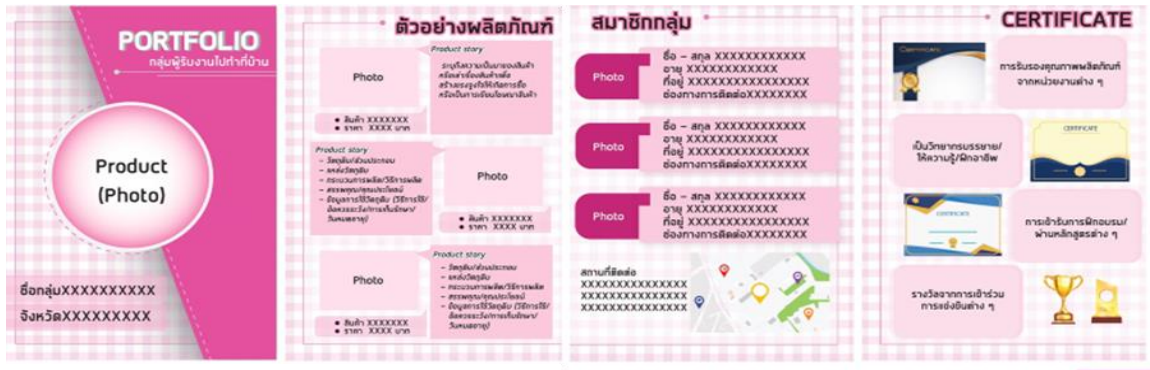 PORTFOLIO
กลุ่มผู้รับงานไปทำที่บ้าน
Product
(Photo)
ชื่อกลุ่มXXXXXXXXXX
จังหวัดXXXXXXXXX
ตัวอย่างผลิตภัณฑ์
Photo
Product story
ระบุถึงความเป็นมาของสินค้า
หรือเล่าเรื่องสินค้าเพื่อ
สร้างแรงจูงใจให้เกิดการซื้อ
หรือเป็นการเขียนโฆษณาสินค้า
• สินค้า XXXXXXX
• ราคา XXXX บาท
Product story
- วัตถุดิบ/ส่วนประกอบ
- แหล่งวัตถุดิบ
- กระบวนการผลิต/วิธีการผลิต
- สรรพคุณ/คุณประโยชน์
- ข้อมูลการใช้วัตถุดิบ (วิธีการใช้/
ข้อควรระวัง/การเก็บรักษา/
วันหมดอายุ)
Photo
• สินค้า XXXXXXX
• ราคา XXXX บาท
Photo
Product story
- วัตถุดิบ/ส่วนประกอบ
- แหล่งวัตถุดิบ
- กระบวนการผลิต/วิธีการผลิต
- สรรพคุณ/คุณประโยชน์
- ข้อมูลการใช้วัตถุดิบ (วิธีการใช้/
ข้อควรระวัง/การเก็บรักษา/
วันหมดอายุ)
• สินค้า XXXXXXX
• ราคา XXXX บาท
สมาชิกกลุ่ม
Photo
ชื่อ - สกุล XXXXXXXXXXXX
อายุ XXXXXXXXXXXX
ที่อยู่ XXXXXXXXXXXXXXXX
ช่องทางการติดต่อXXXXXXXX
Photo
ชื่อ - สกุล XXXXXXXXXXXX
อายุ XXXXXXXXXXXX
ที่อยู่ XXXXXXXXXXXXXXXX
ช่องทางการติดต่อXXXXXXXX
Photo
ชื่อ - สกุล XXXXXXXXXXXX
อายุ XXXXXXXXXXXX
ที่อยู่ XXXXXXXXXXXXXXXX
ช่องทางการติดต่อXXXXXXXX
สถานที่ติดต่อ
XXXXXXXXXXXXXXX
XXXXXXXXXXXXXXX
XXXXXXXXXXXXXXX
CERTIFICATE
Certificate
การรับรองคุณภาพผลิตภัณฑ์
จากหน่วยงานต่าง ๆ
เป็นวิทยากรบรรยาย/
ให้ความรู้/ฝึกอาชีพ
CERTIFICATE
CERTIFICATE
การเข้ารับการฝึกอบรม/
ผ่านหลักสูตรต่าง ๆ
รางวัลจากการเข้าร่วม
การแข่งขันต่าง ๆ